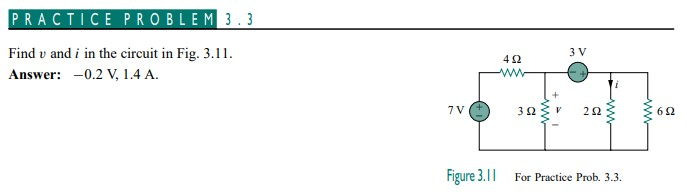 PRACTICE PROBLEM 3.3
Find v and i in the circuit in Fig. 3.11.
Answer: −0.2 V, 1.4 A.
4 Ω
3 V
− +
i
7 V
+
−
3 Ω
+
v
−
2 Ω
6 Ω
Figure 3.11 For Practice Prob. 3.3.